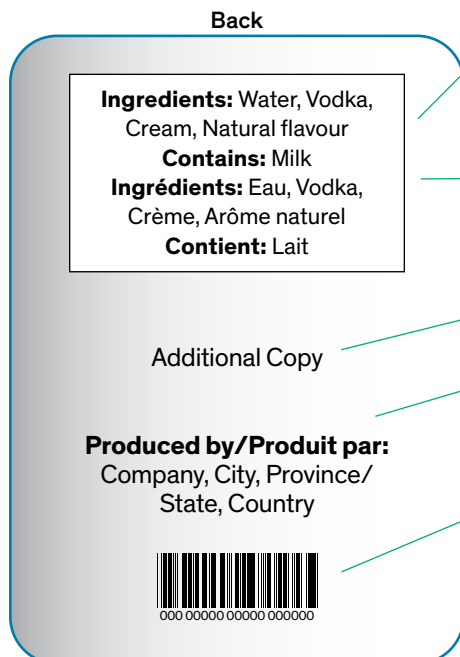 Back
Ingredients: Water, Vodka,
Cream, Natural flavour
Contains: Milk
Ingrédients: Eau, Vodka,
Crème, Arôme naturel
Contient: Lait
Additional Copy
Produced by/Produit par:
Company, City, Province/
State, Country
000 00000 00000 000000